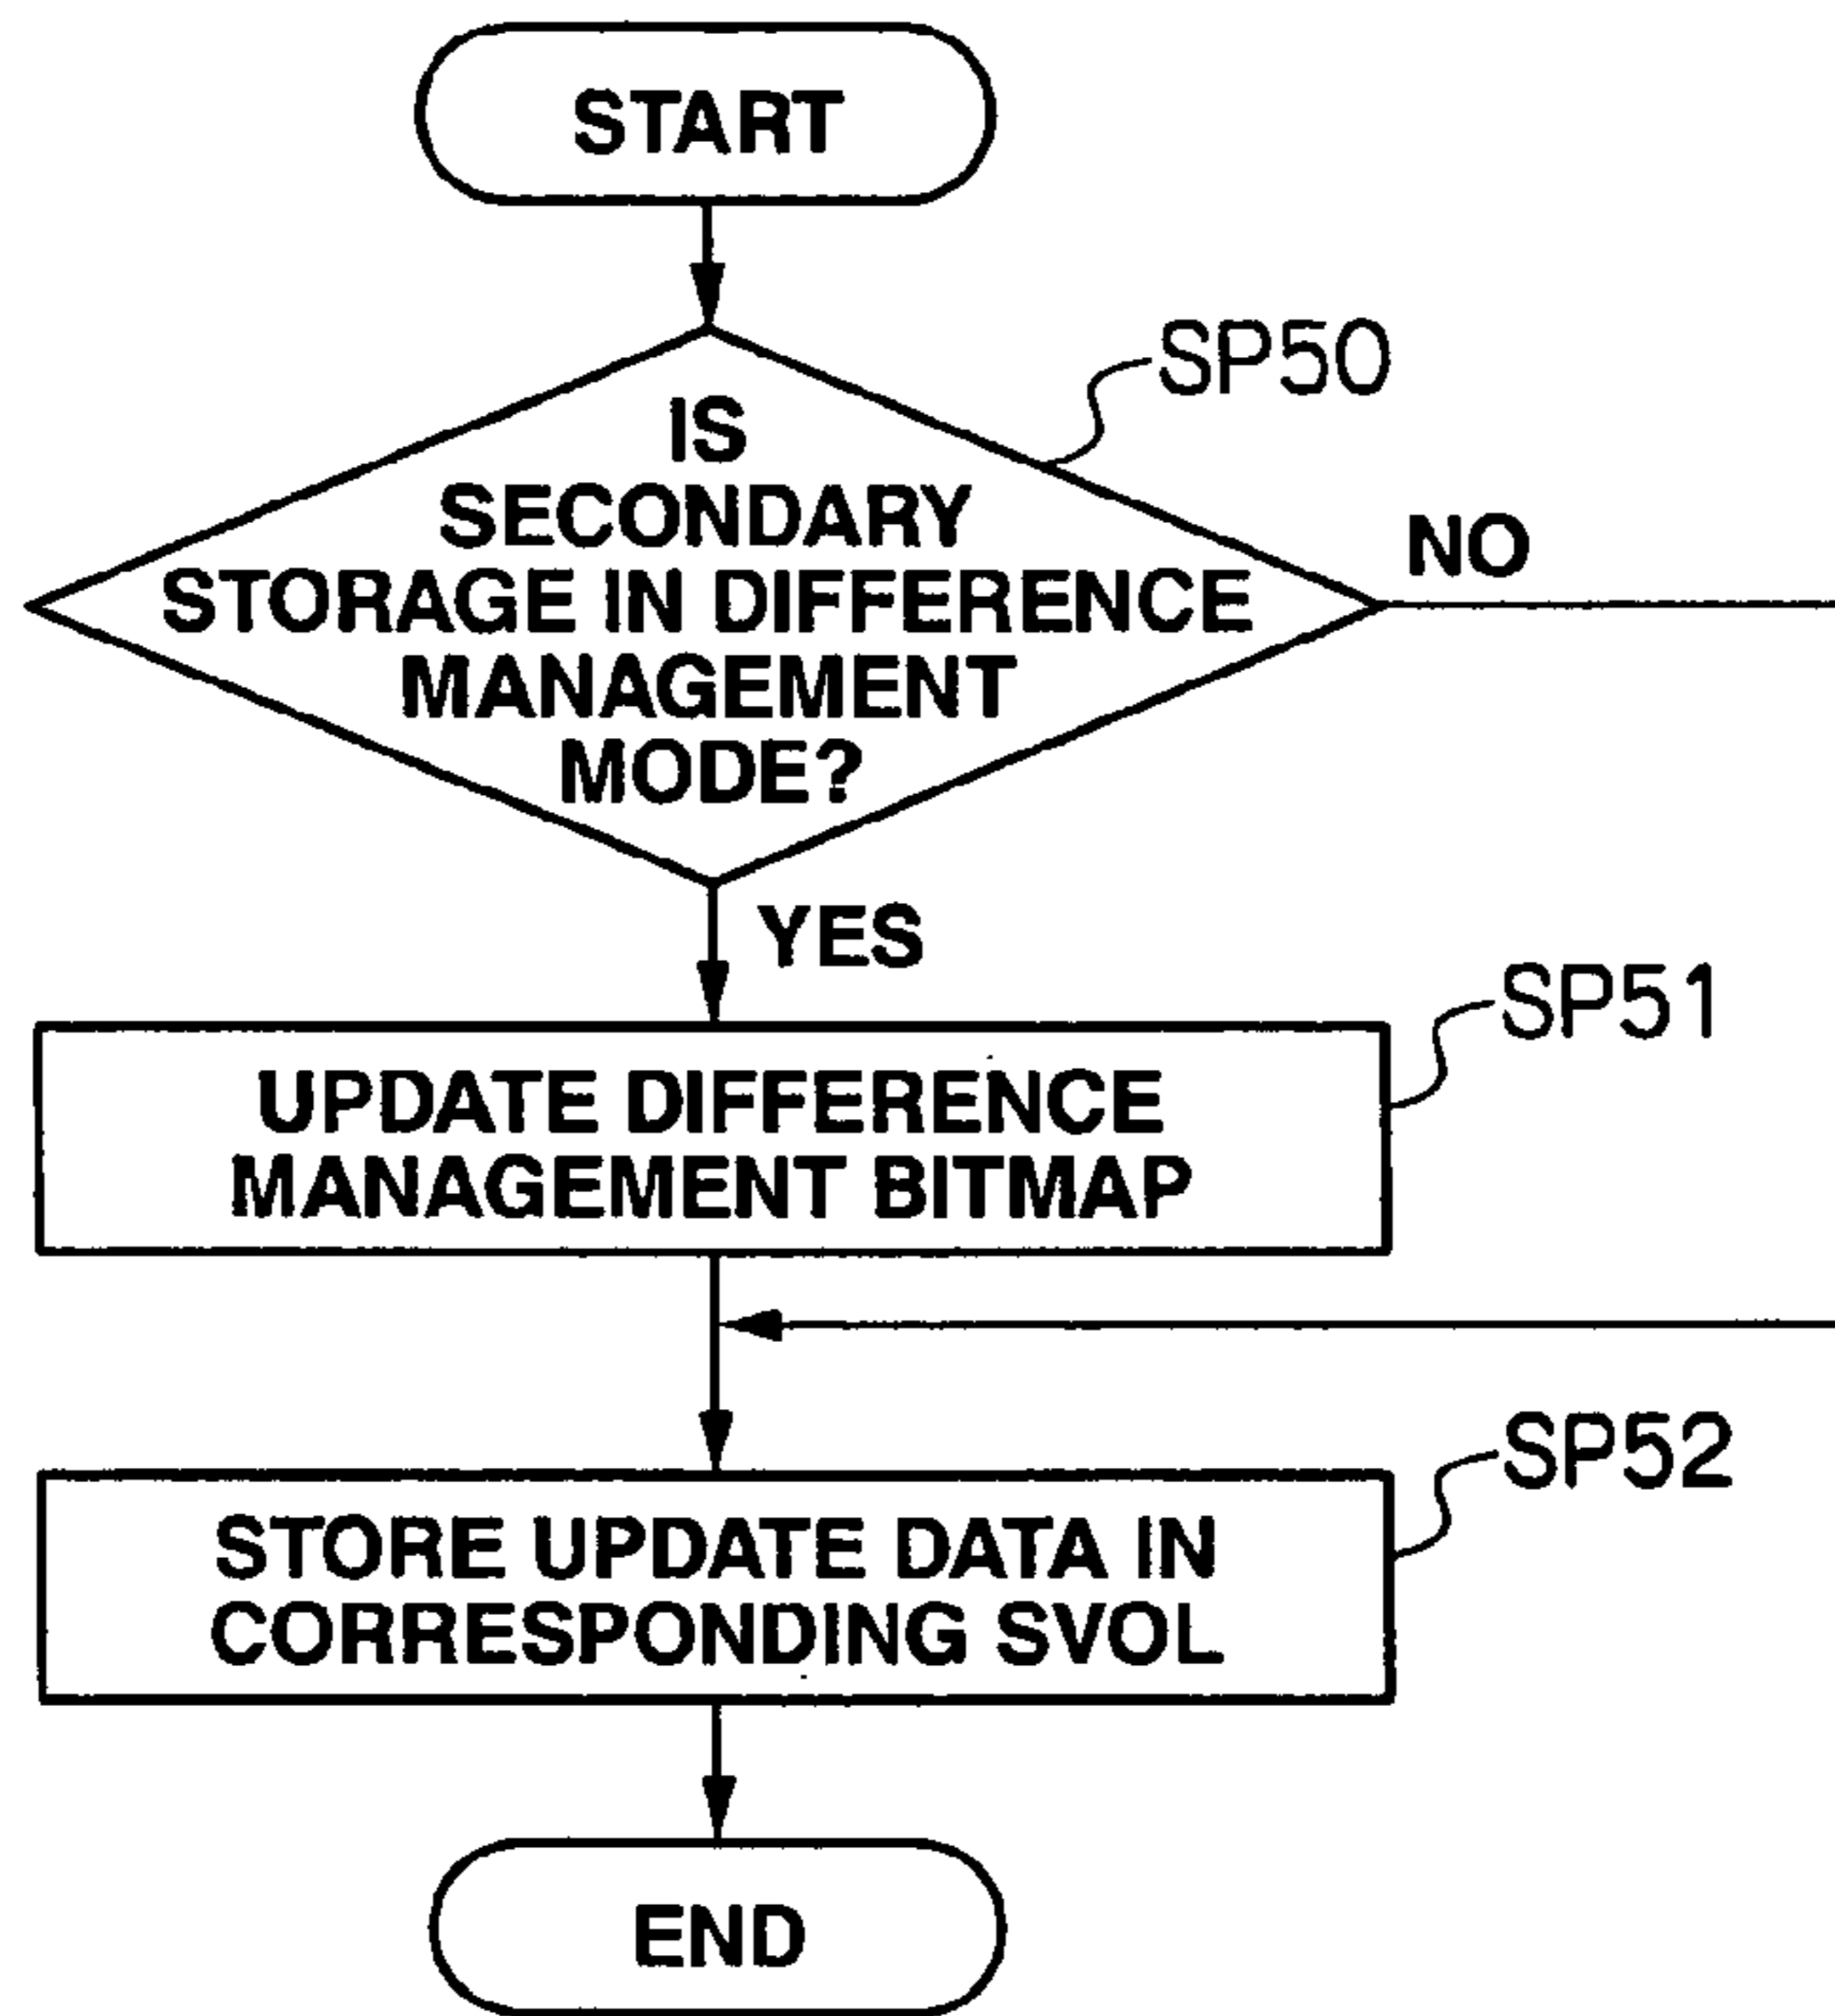 START
SP50
IS
SECONDARY
STORAGE IN DIFFERENCE
MANAGEMENT
MODE?
NO
YES
SP51
UPDATE DIFFERENCE
MANAGEMENT BITMAP
SP52
STORE UPDATE DATA IN
CORRESPONDING SVOL
END